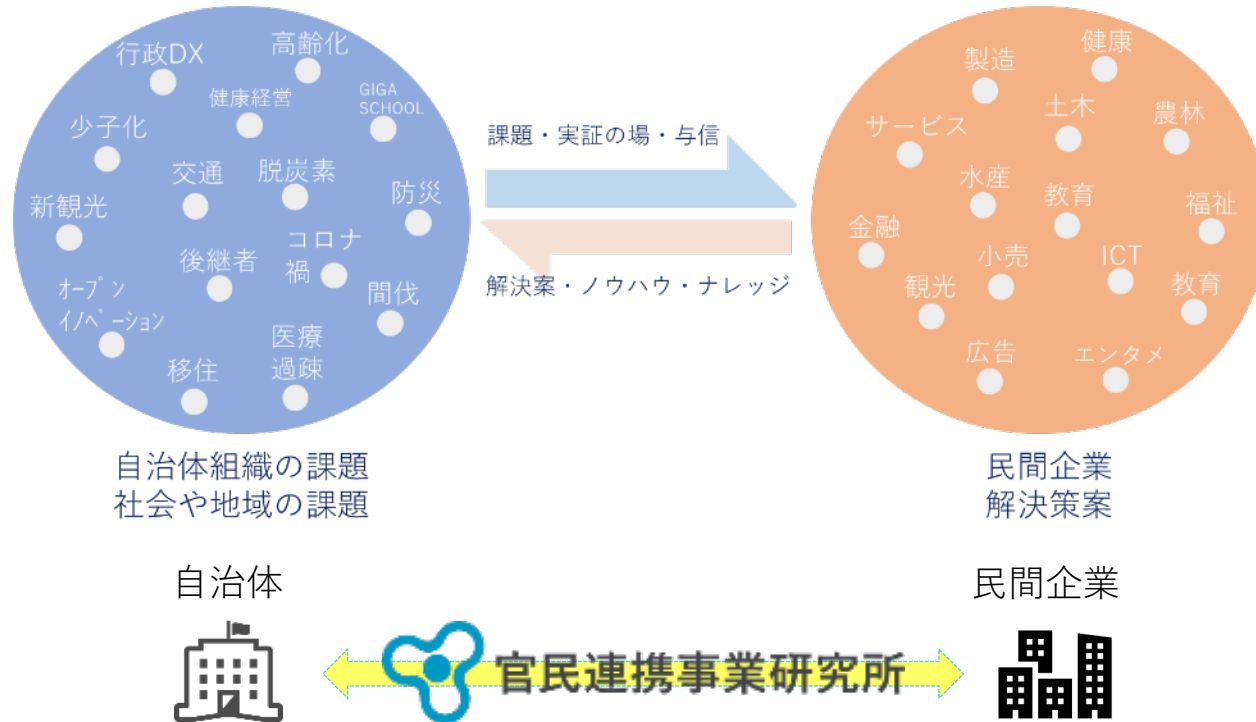 行政DX
高齢化
健康経営
GIGA
SCHOOL
少子化
交通
脱炭素
防災
新観光
後継者
コロナ
禍
間伐
ｵｰﾌﾟﾝ
ｲﾉﾍﾞｰｼｮﾝ
医療
過疎
移住
課題・実証の場・与信
解決案・ノウハウ・ナレッジ
製造
健康
サービス
土木
農林
水産
教育
福祉
金融
小売
ICT
観光
教育
広告
エンタメ
自治体組織の課題
社会や地域の課題
民間企業
解決策案
自治体
民間企業
官民連携事業研究所